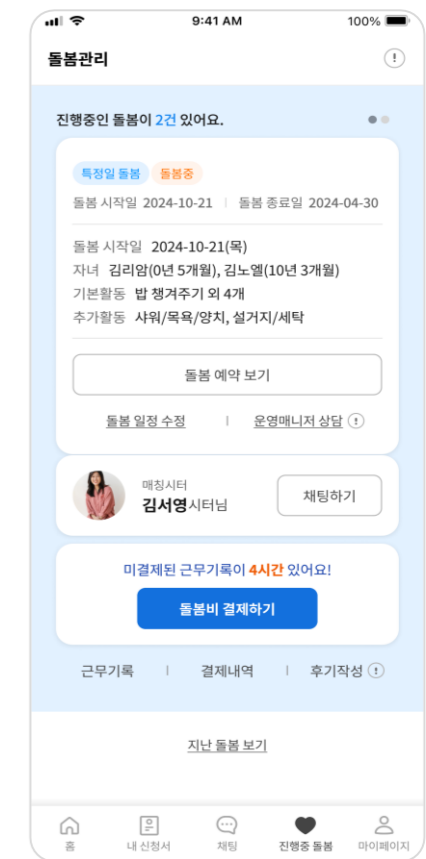 9:41 AM
100%
돌봄관리
진행중인 돌봄이 2건 있어요.
특정일 돌봄 돌봄중
돌봄 시작일 2024-10-21 | 돌봄 종료일 2024-04-30
돌봄 시작일 2024-10-21(목)
자녀 김리암(0년 5개월), 김노엘(10년 3개월)
기본활동 밥 챙겨주기 외 4개
추가활동 샤워/목욕/양치, 설거지/세탁
돌봄 예약 보기
돌봄 일정 수정 | 운영매니저 상담 !
매칭시터
김서영시터님
채팅하기
미결제된 근무기록이 4시간 있어요!
돌봄비 결제하기
근무기록 | 결제내역 | 후기작성 !
지난 돌봄 보기
홈 내 신청서 채팅 진행중 돌봄 마이페이지